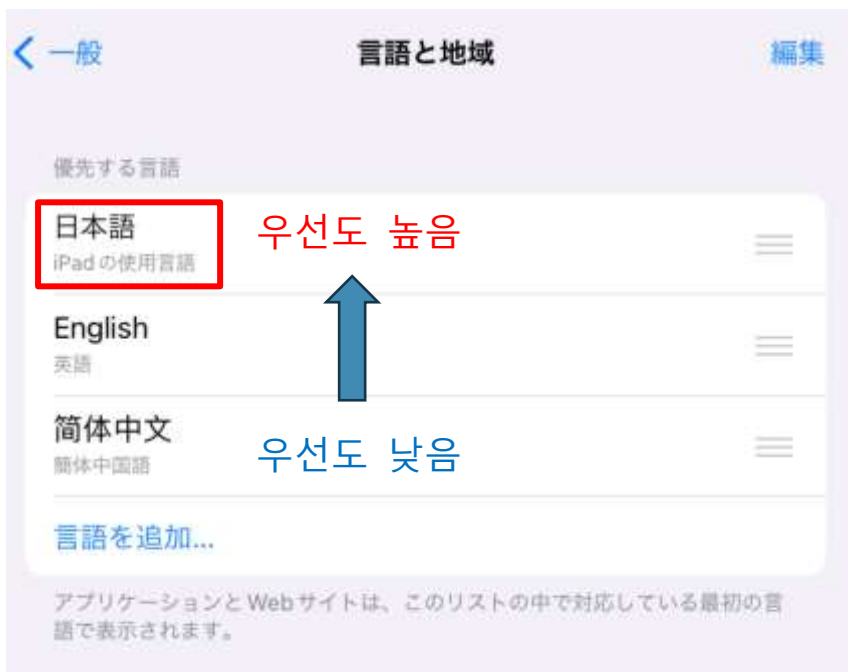 一般
言語と地域
編集
優先する言語
日本語
우선도 높음
iPadの使用言語
English
英語
简体中文
우선도 낮음
簡体中国語
言語を追加...
アプリケーションとWebサイトは、このリストの中で対応している最初の言
語で表示されます。